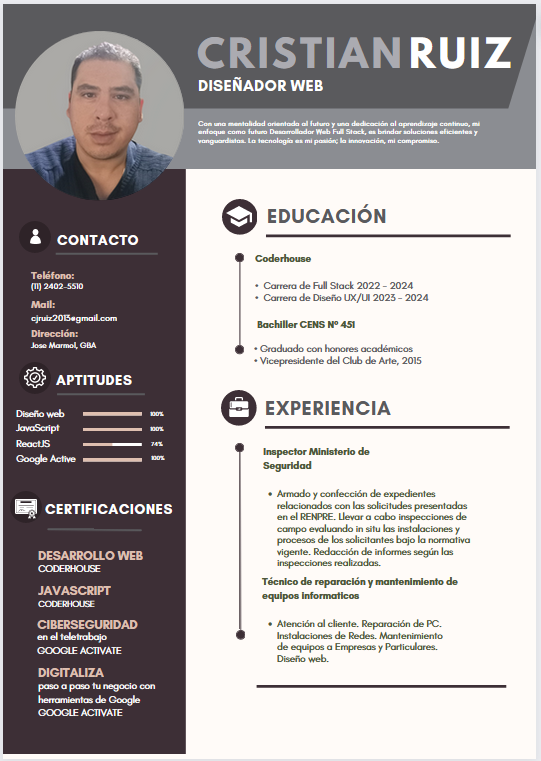 CRISTIAN RUIZ
DISEÑADOR WEB
Con una mentalidad orientada al futuro y una dedicación al aprendizaje continuo, mi
enfoque como futuro Desarrollador Web Full Stack, es brindar soluciones eficientes y
vanguardistas. La tecnología es mi pasión; la innovación, mi compromiso.
CONTACTO
Teléfono:
(11) 2402-5510
Mail:
cjruiz2013@gmail.com
Dirección:
Jose Marmol, GBA
APTITUDES
Diseño web 100%
JavaScript 100%
ReactJS 74%
Google Active 100%
CERTIFICACIONES
DESARROLLO WEB
CODERHOUSE
JAVASCRIPT
CODERHOUSE
CIBERSEGURIDAD
en el teletrabajo
GOOGLE ACTIVATE
DIGITALIZA
paso a paso tu negocio con
herramientas de Google
GOOGLE ACTIVATE
EDUCACIÓN
Coderhouse
• Carrera de Full Stack 2022 - 2024
• Carrera de Diseño UX/UI 2023 - 2024
Bachiller CENS Nº 451
• Graduado con honores académicos
• Vicepresidente del Club de Arte, 2015
EXPERIENCIA
Inspector Ministerio de
Seguridad
• Armado y confección de expedientes
relacionados con las solicitudes presentadas
en el RENPRE. Llevar a cabo inspecciones de
campo evaluando in situ las instalaciones y
procesos de los solicitantes bajo la normativa
vigente. Redacción de informes según las
inspecciones realizadas.
Técnico de reparación y mantenimiento de
equipos informaticos
• Atención al cliente. Reparación de PC.
Instalaciones de Redes. Mantenimiento
de equipos a Empresas y Particulares.
Diseño web.